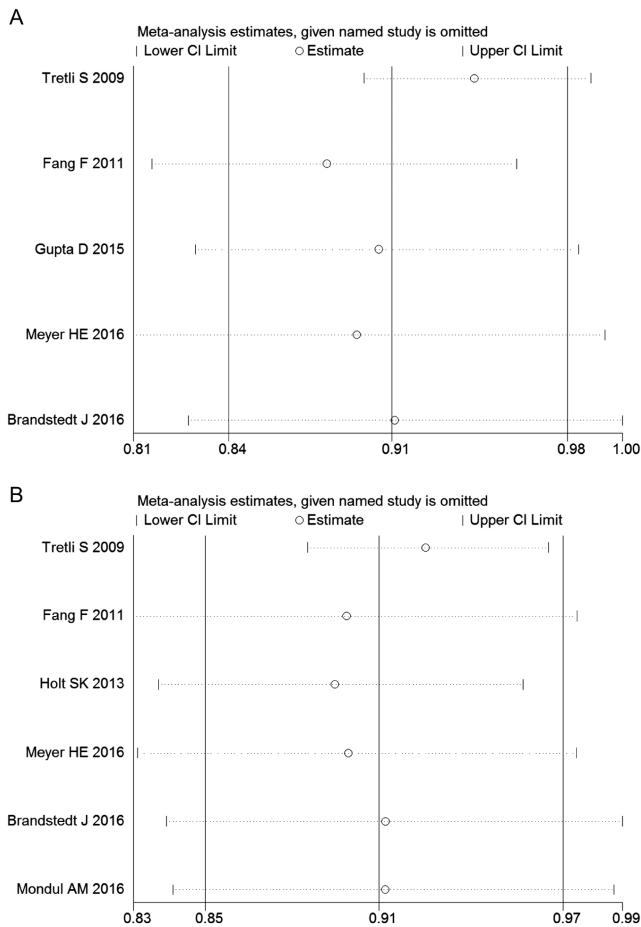 A
Meta-analysis estimates, given named study is omitted
Lower CI Limit Estimate Upper CI Limit
Tretli S 2009
Fang F 2011
Gupta D 2015
Meyer HE 2016
Brandstedt J 2016
0.81 0.84 0.91 0.98 1.00
B
Meta-analysis estimates, given named study is omitted
Lower CI Limit Estimate Upper CI Limit
Tretli S 2009
Fang F 2011
Holt SK 2013
Meyer HE 2016
Brandstedt J 2016
Mondul AM 2016
0.83 0.85 0.91 0.97 0.99